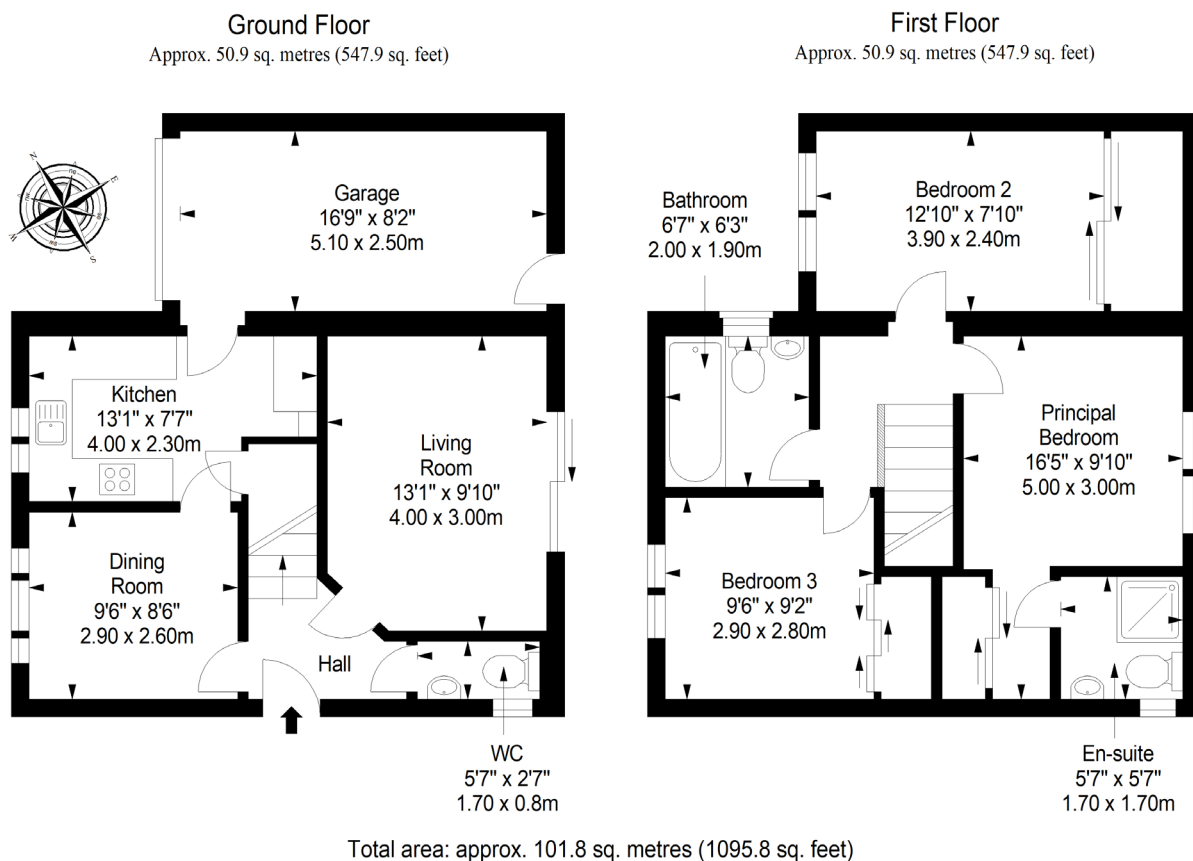 Ground Floor
Approx. 50.9 sq. metres (547.9 sq. feet)
N
E
S
W
Garage
16'9" x 8'2"
5.10 x 2.50m
Kitchen
13'1" x 7'7"
4.00 x 2.30m
Living
Room
13'1" x 9'10"
4.00 x 3.00m
Dining
Room
9'6" x 8'6"
2.90 x 2.60m
Hall
WC
5'7" x 2'7"
1.70 x 0.8m
First Floor
Approx. 50.9 sq. metres (547.9 sq. feet)
Bathroom
6'7" x 6'3"
2.00 x 1.90m
Bedroom 2
12'10" x 7'10"
3.90 x 2.40m
Principal
Bedroom
16'5" x 9'10"
5.00 x 3.00m
Bedroom 3
9'6" x 9'2"
2.90 x 2.80m
En-suite
5'7" x 5'7"
1.70 x 1.70m
Total area: approx. 101.8 sq. metres (1095.8 sq. feet)